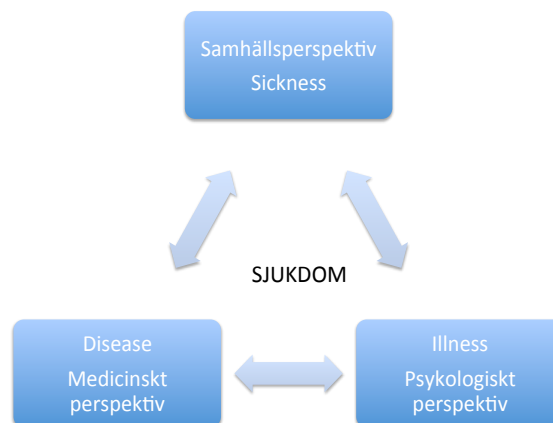 Samhällsperspektiv
Sickness
SJUKDOM
Disease
Medicinskt
perspektiv
Illness
Psykologiskt
perspektiv